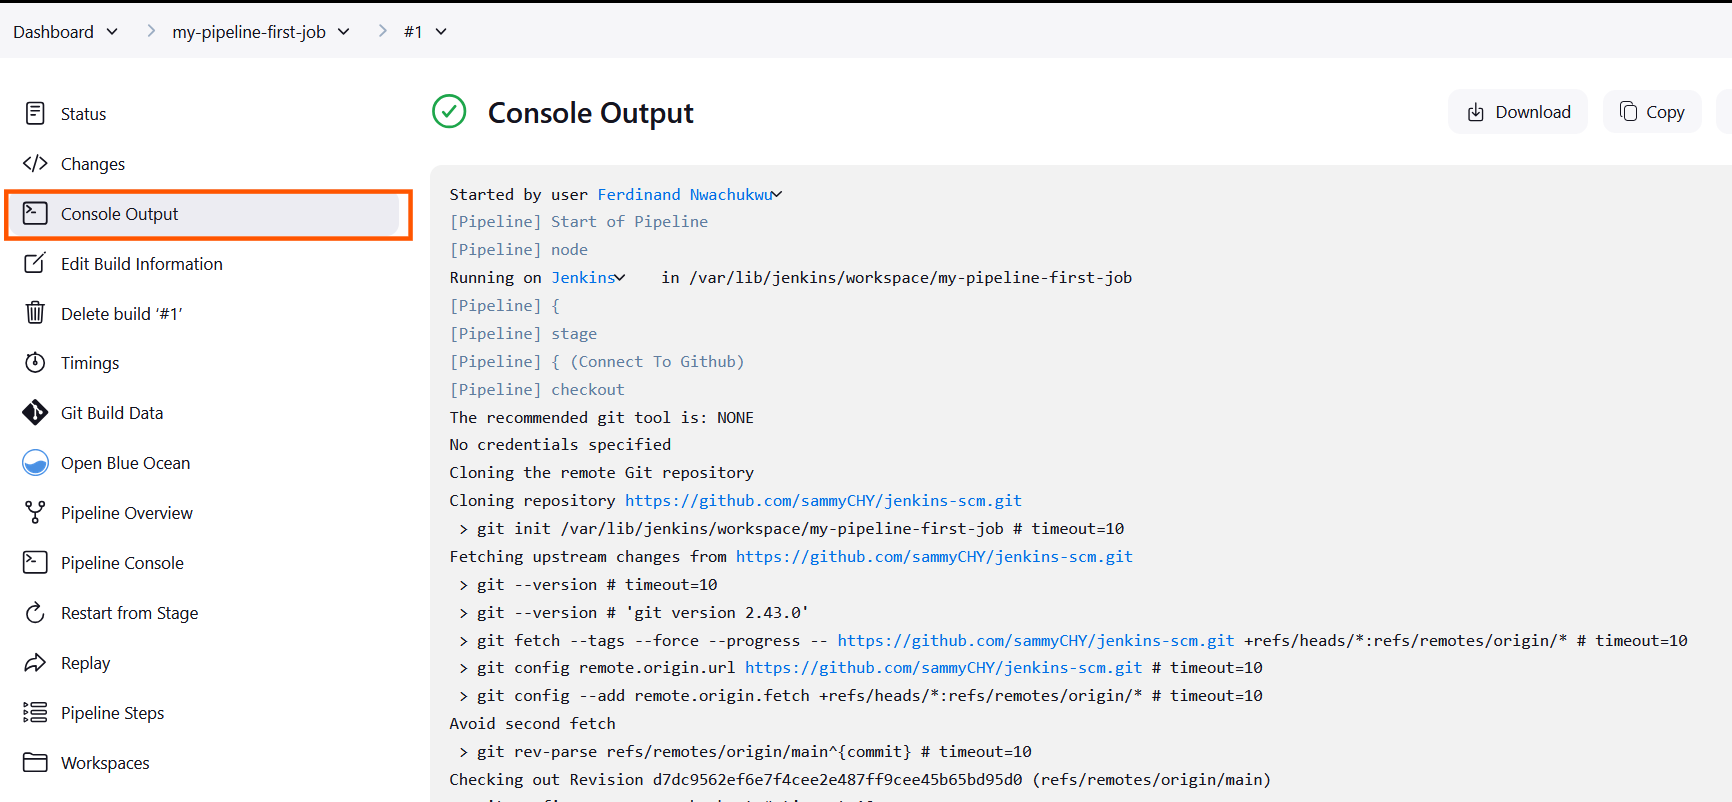 Dashboard
my-pipeline-first-job
#1
Status
Changes
Console Output
Edit Build Information
Delete build ‘#1’
Timings
Git Build Data
Open Blue Ocean
Pipeline Overview
Pipeline Console
Restart from Stage
Replay
Pipeline Steps
Workspaces
Console Output
Download
Copy
Started by user Ferdinand Nwachukwu
[Pipeline] Start of Pipeline
[Pipeline] node
Running on Jenkins in /var/lib/jenkins/workspace/my-pipeline-first-job
[Pipeline] {
[Pipeline] stage
[Pipeline] { (Connect To Github)
[Pipeline] checkout
The recommended git tool is: NONE
No credentials specified
Cloning the remote Git repository
Cloning repository https://github.com/sammyCHY/jenkins-scm.git
> git init /var/lib/jenkins/workspace/my-pipeline-first-job # timeout=10
Fetching upstream changes from https://github.com/sammyCHY/jenkins-scm.git
> git --version # timeout=10
> git --version # 'git version 2.43.0'
> git fetch --tags --force --progress -- https://github.com/sammyCHY/jenkins-scm.git +refs/heads/*:refs/remotes/origin/* # timeout=10
> git config remote.origin.url https://github.com/sammyCHY/jenkins-scm.git # timeout=10
> git config --add remote.origin.fetch +refs/heads/*:refs/remotes/origin/* # timeout=10
Avoid second fetch
> git rev-parse refs/remotes/origin/main^{commit} # timeout=10
Checking out Revision d7dc9562ef6e7f4cee2e487ff9cee45b65bd95d0 (refs/remotes/origin/main)